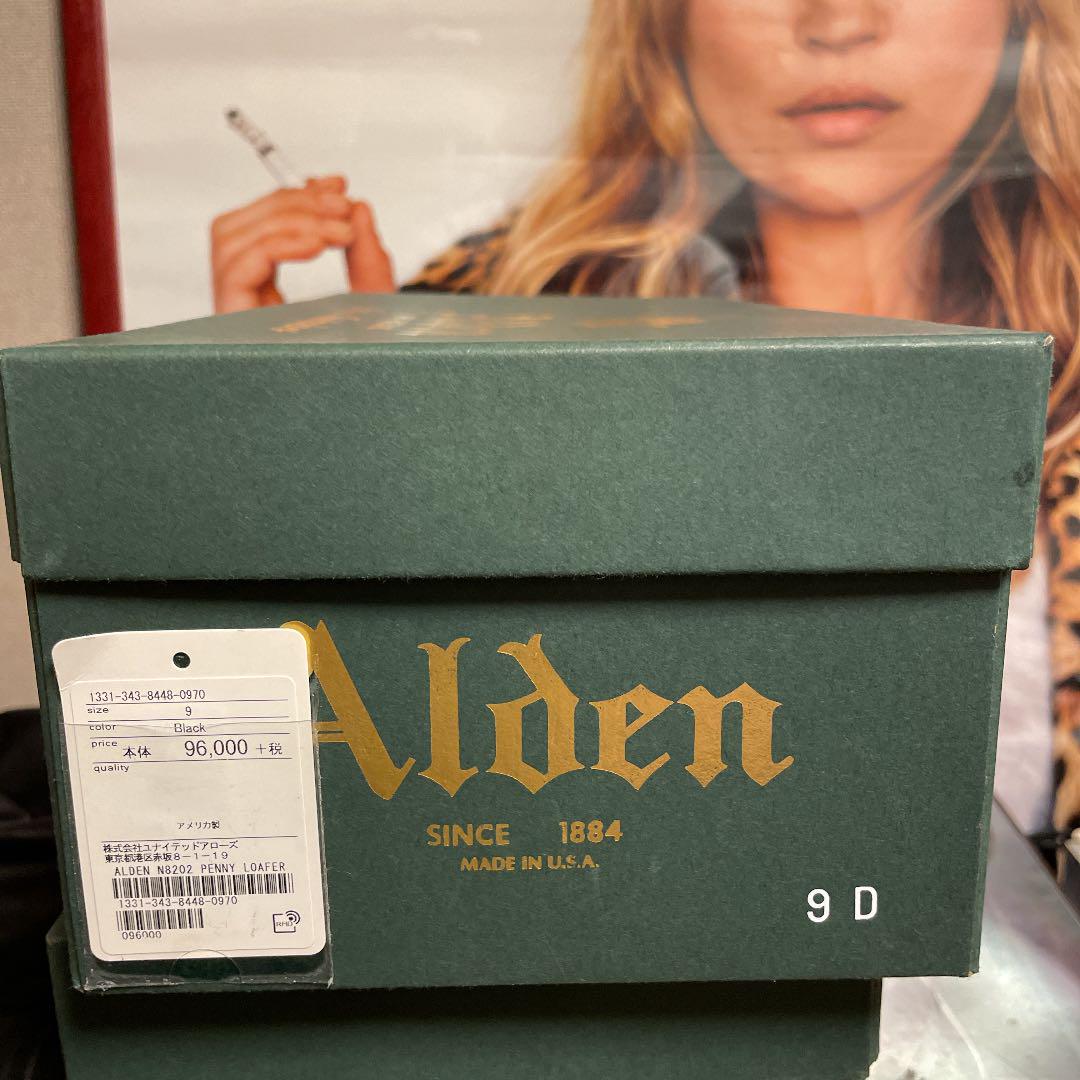 Alden
SINCE 1884
MADE IN U.S.A.
9 D
1331-343-8448-0970
size 9
color Black
price 本体 96,000 +税
quality
アメリカ製
株式会社ユナイテッドアローズ
東京都港区赤坂8-1-19
ALDEN N8202 PENNY LOAFER
1331-343-8448-0970
096000
RFID